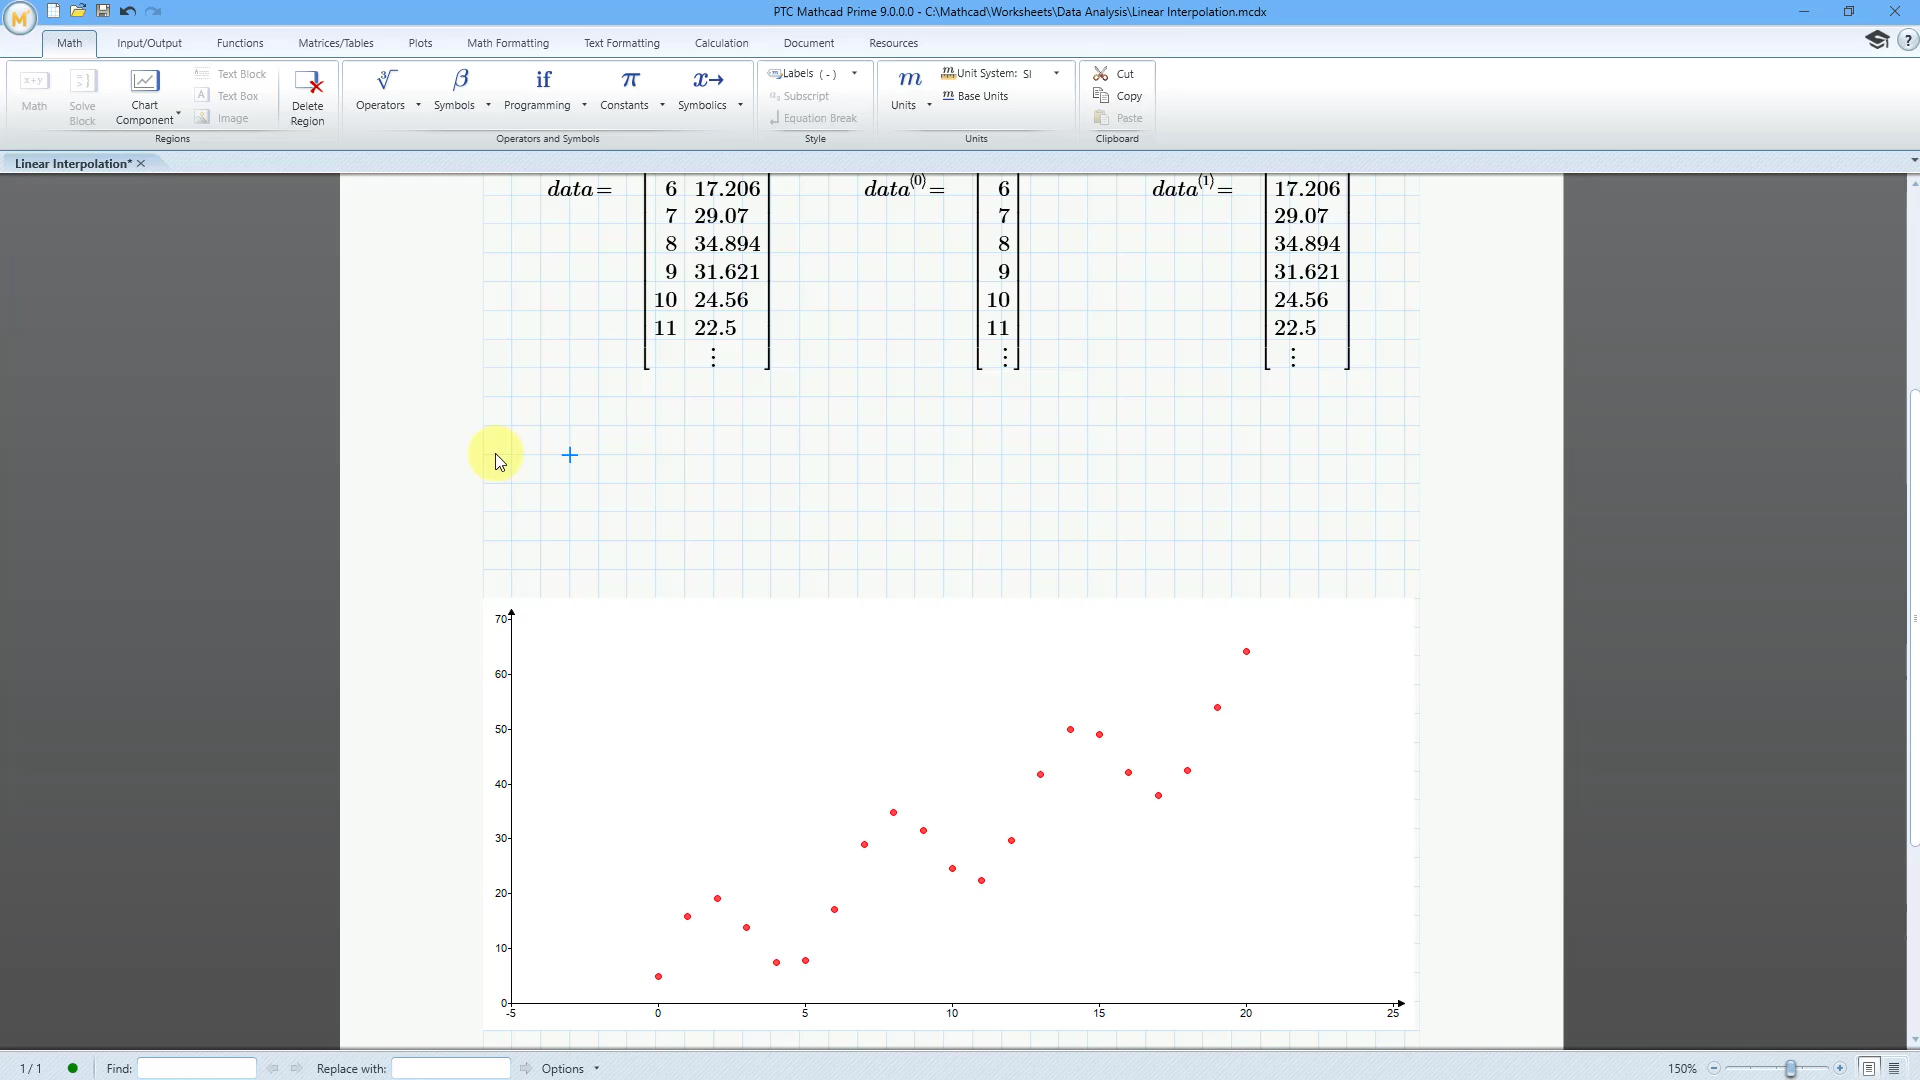 PTC Mathcad Prime 9.0.0.0 - C:\Mathcad\Worksheets\Data Analysis\Linear Interpolation.mcdx
Math Input/Output Functions Matrices/Tables Plots Math Formatting Text Formatting Calculation Document Resources
Math
Solve Block
Chart Component
Text Block
Text Box
Image
Delete Region
Regions
Operators
Symbols
Programming
Constants
Symbolics
Operators and Symbols
Labels (-)
Subscript
Equation Break
Style
Units
Unit System: SI
Base Units
Units
Cut
Copy
Paste
Clipboard
Linear Interpolation*
data= 6 17.206 data⟨0⟩= 6 data⟨1⟩= 17.206
7 29.07 7 29.07
8 34.894 8 34.894
9 31.621 9 31.621
10 24.56 10 24.56
11 22.5 11 22.5
⋮ ⋮ ⋮
70
60
50
40
30
20
10
0
-5 0 5 10 15 20 25
1 / 1 Find: Replace with: Options 150%